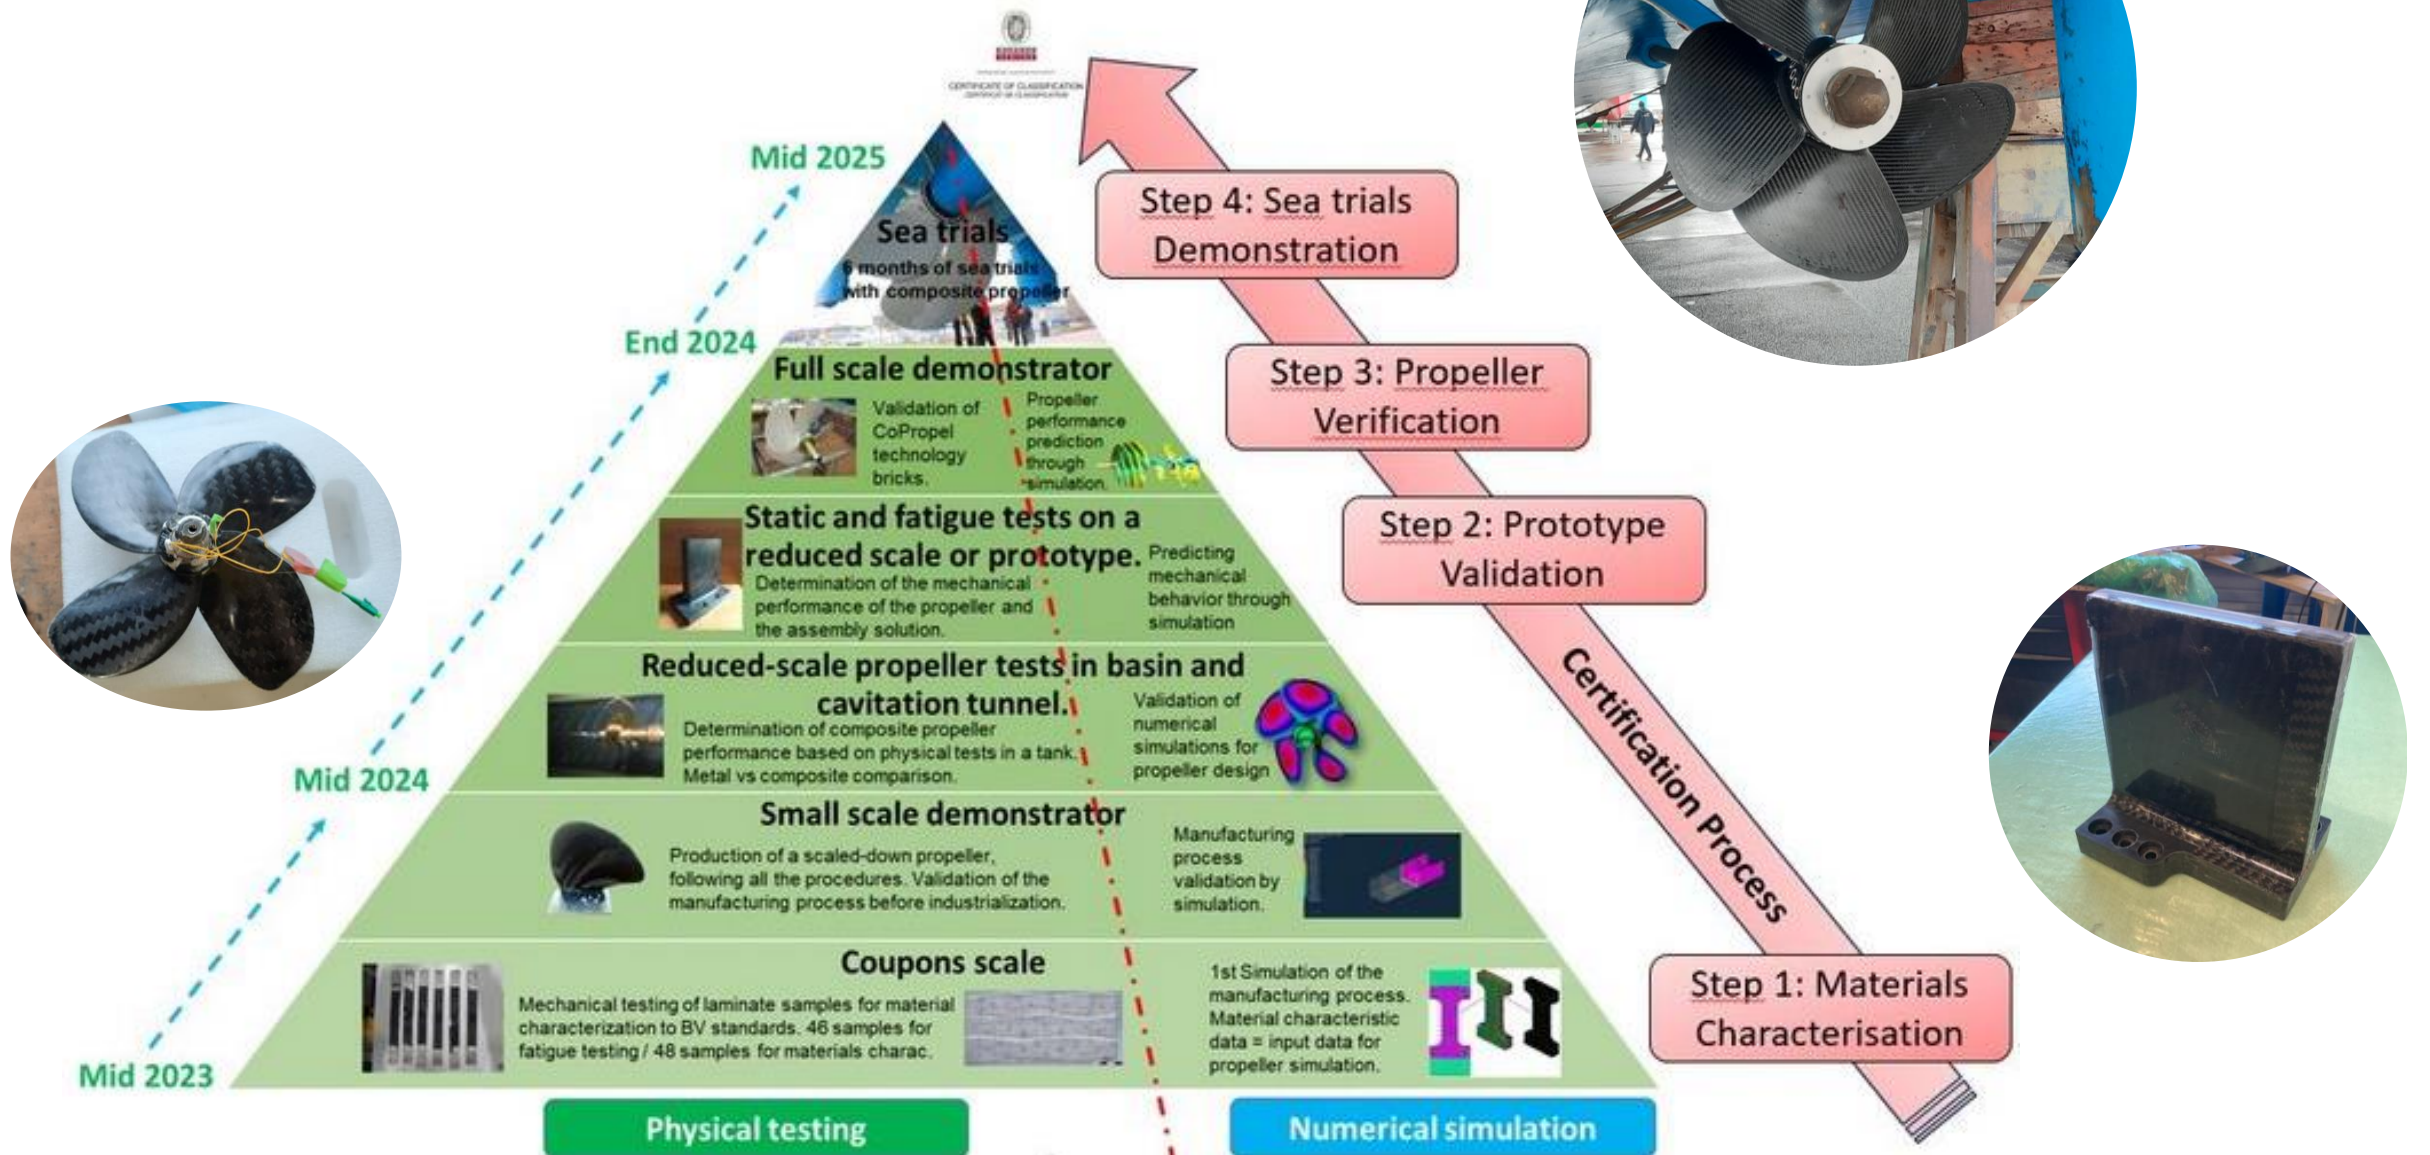 CERTIFICATE OF CLASSIFICATION
Mid 2025
Sea trials
6 months of sea trials
with composite propeller
End 2024
Full scale demonstrator
Validation of
CoPropel
technology
bricks.
Propeller
performance
prediction
through
simulation.
Static and fatigue tests on a
reduced scale or prototype.
Determination of the mechanical
performance of the propeller and
the assembly solution.
Predicting
mechanical
behavior through
simulation
Reduced-scale propeller tests in basin and
cavitation tunnel.
Determination of composite propeller
performance based on physical tests in a tank.
Metal vs composite comparison.
Validation of
numerical
simulations for
propeller design
Mid 2024
Small scale demonstrator
Production of a scaled-down propeller,
following all the procedures. Validation of the
manufacturing process before industrialization.
Manufacturing
process
validation by
simulation.
Coupons scale
Mechanical testing of laminate samples for material
characterization to BV standards. 46 samples for
fatigue testing / 48 samples for materials charac.
1st Simulation of the
manufacturing process.
Material characteristic
data = input data for
propeller simulation.
Mid 2023
Physical testing
Numerical simulation
Step 4: Sea trials
Demonstration
Step 3: Propeller
Verification
Step 2: Prototype
Validation
Certification Process
Step 1: Materials
Characterisation